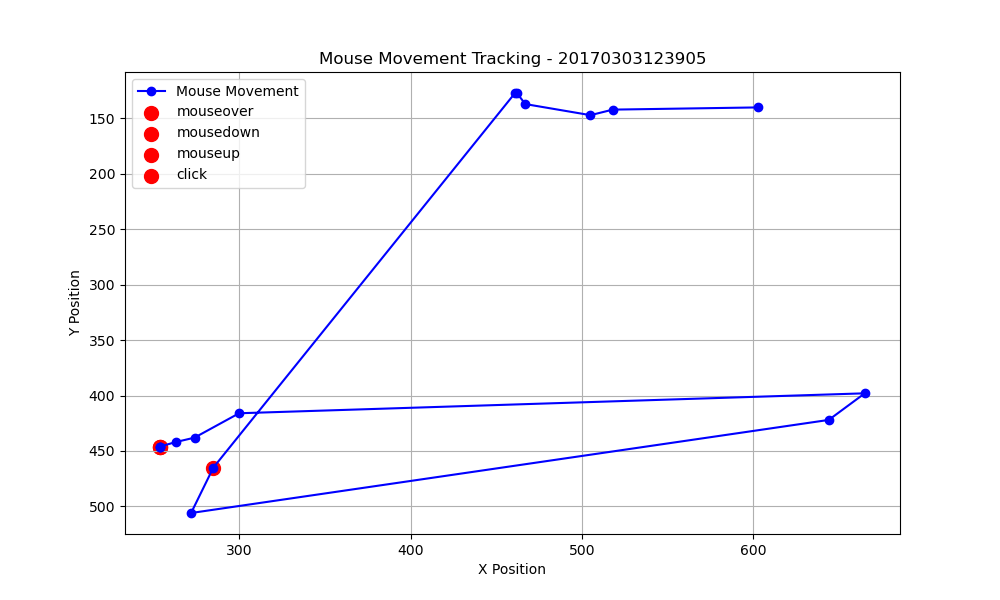 Mouse Movement Tracking - 20170303123905
Mouse Movement
mouseover
mousedown
mouseup
click
150
200
250
300
350
400
450
500
Y Position
300 400 500 600
X Position